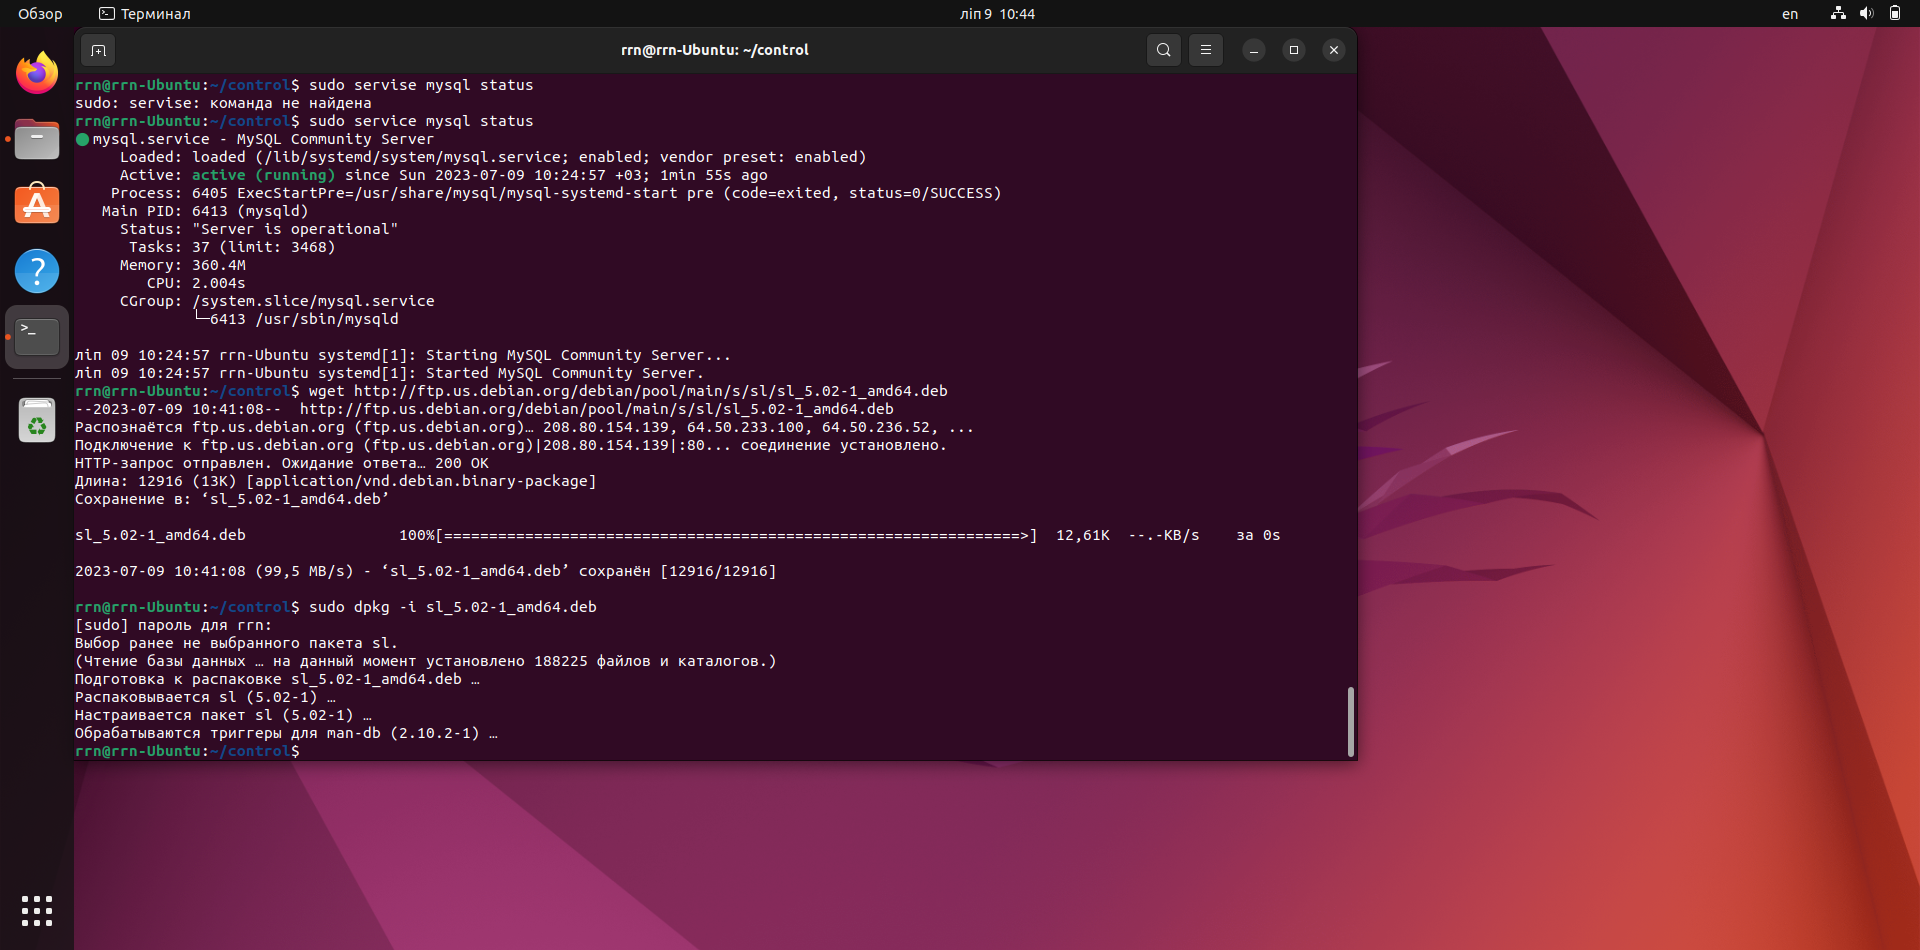 Обзор
Терминал
ліп 9 10:44
en
rrn@rrn-Ubuntu: ~/control
rrn@rrn-Ubuntu:~/control$ sudo servise mysql status
sudo: servise: команда не найдена
rrn@rrn-Ubuntu:~/control$ sudo service mysql status
mysql.service - MySQL Community Server
Loaded: loaded (/lib/systemd/system/mysql.service; enabled; vendor preset: enabled)
Active: active (running) since Sun 2023-07-09 10:24:57 +03; 1min 55s ago
Process: 6405 ExecStartPre=/usr/share/mysql/mysql-systemd-start pre (code=exited, status=0/SUCCESS)
Main PID: 6413 (mysqld)
Status: "Server is operational"
Tasks: 37 (limit: 3468)
Memory: 360.4M
CPU: 2.004s
CGroup: /system.slice/mysql.service
└─6413 /usr/sbin/mysqld
ліп 09 10:24:57 rrn-Ubuntu systemd[1]: Starting MySQL Community Server...
ліп 09 10:24:57 rrn-Ubuntu systemd[1]: Started MySQL Community Server.
rrn@rrn-Ubuntu:~/control$ wget http://ftp.us.debian.org/debian/pool/main/s/sl/sl_5.02-1_amd64.deb
--2023-07-09 10:41:08--  http://ftp.us.debian.org/debian/pool/main/s/sl/sl_5.02-1_amd64.deb
Распознаётся ftp.us.debian.org (ftp.us.debian.org)… 208.80.154.139, 64.50.233.100, 64.50.236.52, ...
Подключение к ftp.us.debian.org (ftp.us.debian.org)|208.80.154.139|:80... соединение установлено.
HTTP-запрос отправлен. Ожидание ответа… 200 OK
Длина: 12916 (13K) [application/vnd.debian.binary-package]
Сохранение в: ‘sl_5.02-1_amd64.deb’
sl_5.02-1_amd64.deb 100%[================================================================>] 12,61K --.-KB/s за 0s
2023-07-09 10:41:08 (99,5 MB/s) - ‘sl_5.02-1_amd64.deb’ сохранён [12916/12916]
rrn@rrn-Ubuntu:~/control$ sudo dpkg -i sl_5.02-1_amd64.deb
[sudo] пароль для rrn:
Выбор ранее не выбранного пакета sl.
(Чтение базы данных … на данный момент установлено 188225 файлов и каталогов.)
Подготовка к распаковке sl_5.02-1_amd64.deb …
Распаковывается sl (5.02-1) …
Настраивается пакет sl (5.02-1) …
Обрабатываются триггеры для man-db (2.10.2-1) …
rrn@rrn-Ubuntu:~/control$